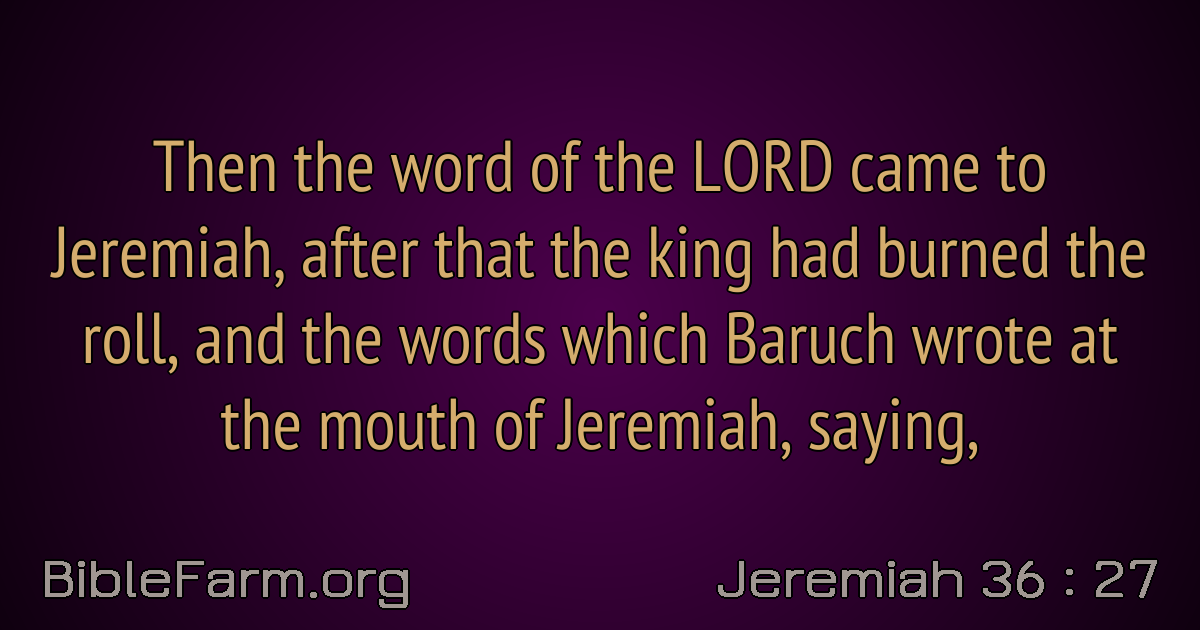 Then the word of the LORD came to
Jeremiah, after that the king had burned the
roll, and the words which Baruch wrote at
the mouth of Jeremiah, saying,
BibleFarm.org
Jeremiah 36 : 27